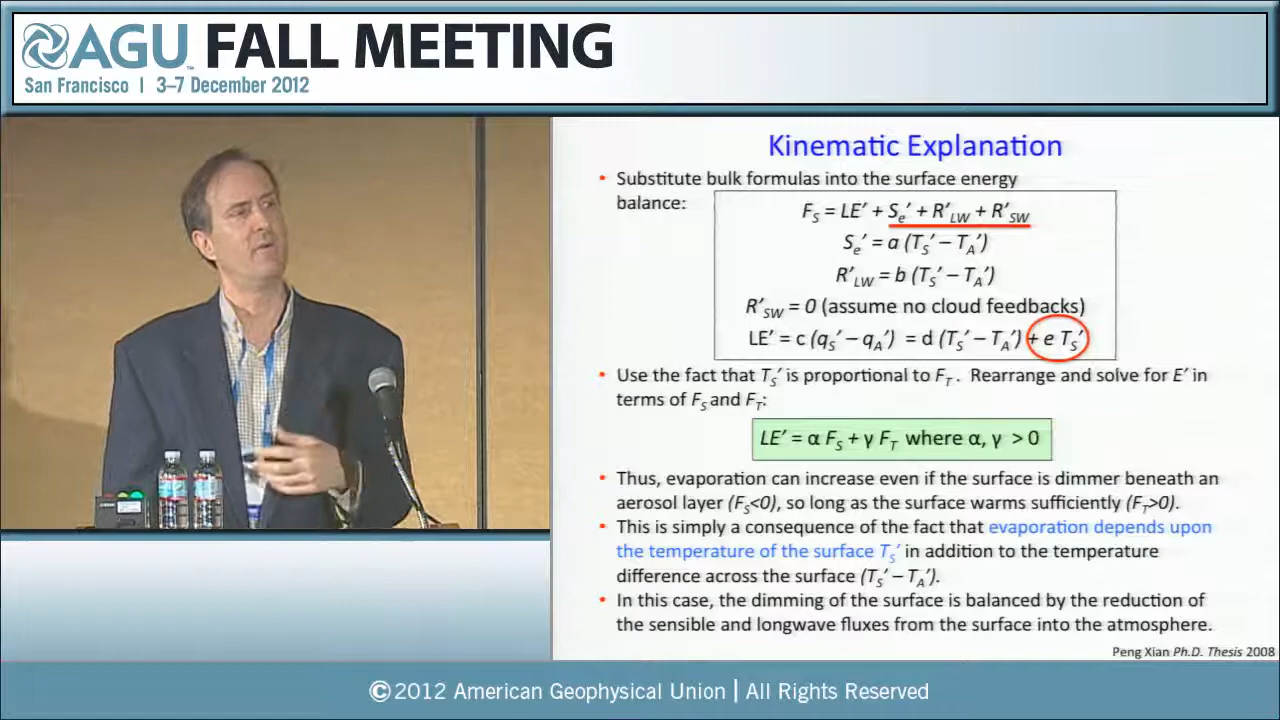 AGU FALL MEETING
San Francisco | 3–7 December 2012
Kinematic Explanation
• Substitute bulk formulas into the surface energy
balance:
F_S = LE′ + S_e′ + R′_LW + R′_SW
S_e′ = a (T_S′ – T_A′)
R′_LW = b (T_S′ – T_A′)
R′_SW = 0 (assume no cloud feedbacks)
LE′ = c (q_S′ – q_A′) = d (T_S′ – T_A′) + e T_S′
• Use the fact that T_S′ is proportional to F_T . Rearrange and solve for E′ in
terms of F_S and F_T:
LE′ = α F_S + γ F_T where α, γ > 0
• Thus, evaporation can increase even if the surface is dimmer beneath an
aerosol layer (F_S<0), so long as the surface warms sufficiently (F_T>0).
• This is simply a consequence of the fact that evaporation depends upon
the temperature of the surface T_S′ in addition to the temperature
difference across the surface (T_S′ – T_A′).
• In this case, the dimming of the surface is balanced by the reduction of
the sensible and longwave fluxes from the surface into the atmosphere.
Peng Xian Ph.D. Thesis 2008
©2012 American Geophysical Union | All Rights Reserved